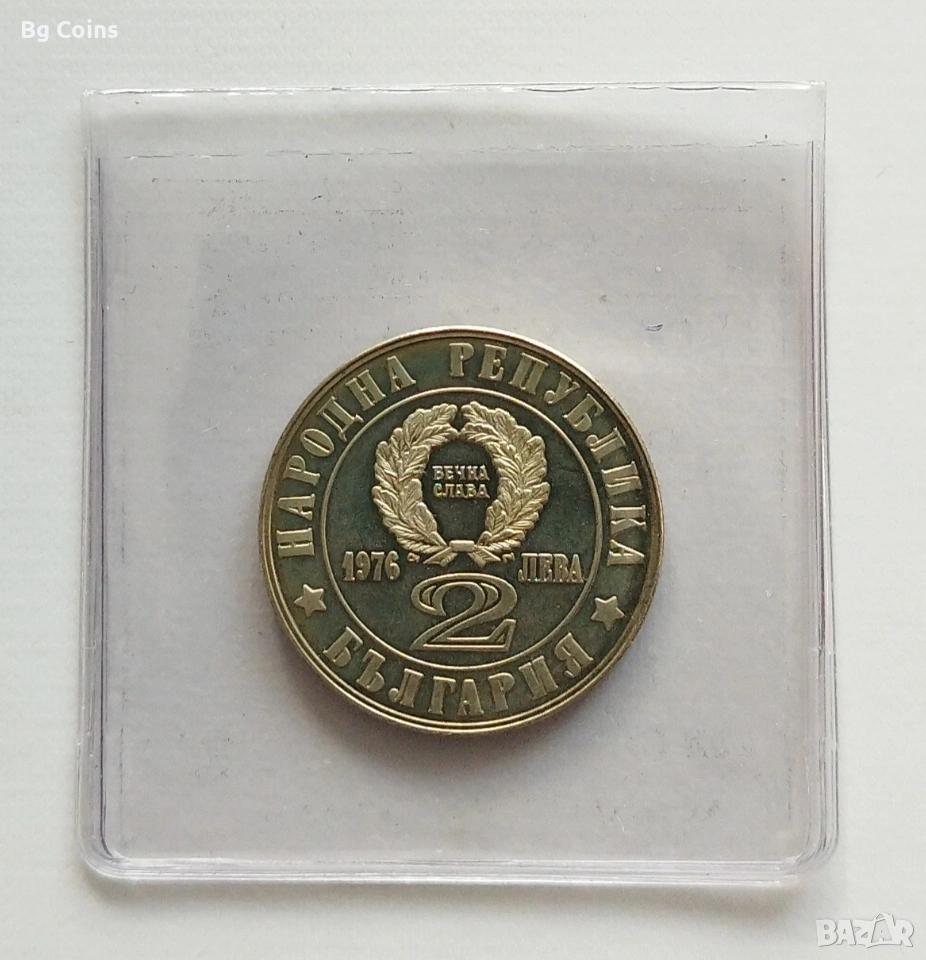 Bg Coins
НАРОДНА РЕПУБЛИКА
ВЕЧНА
СЛАВА
1976 ЛЕВА
2
БЪЛГАРИЯ
BAZAR